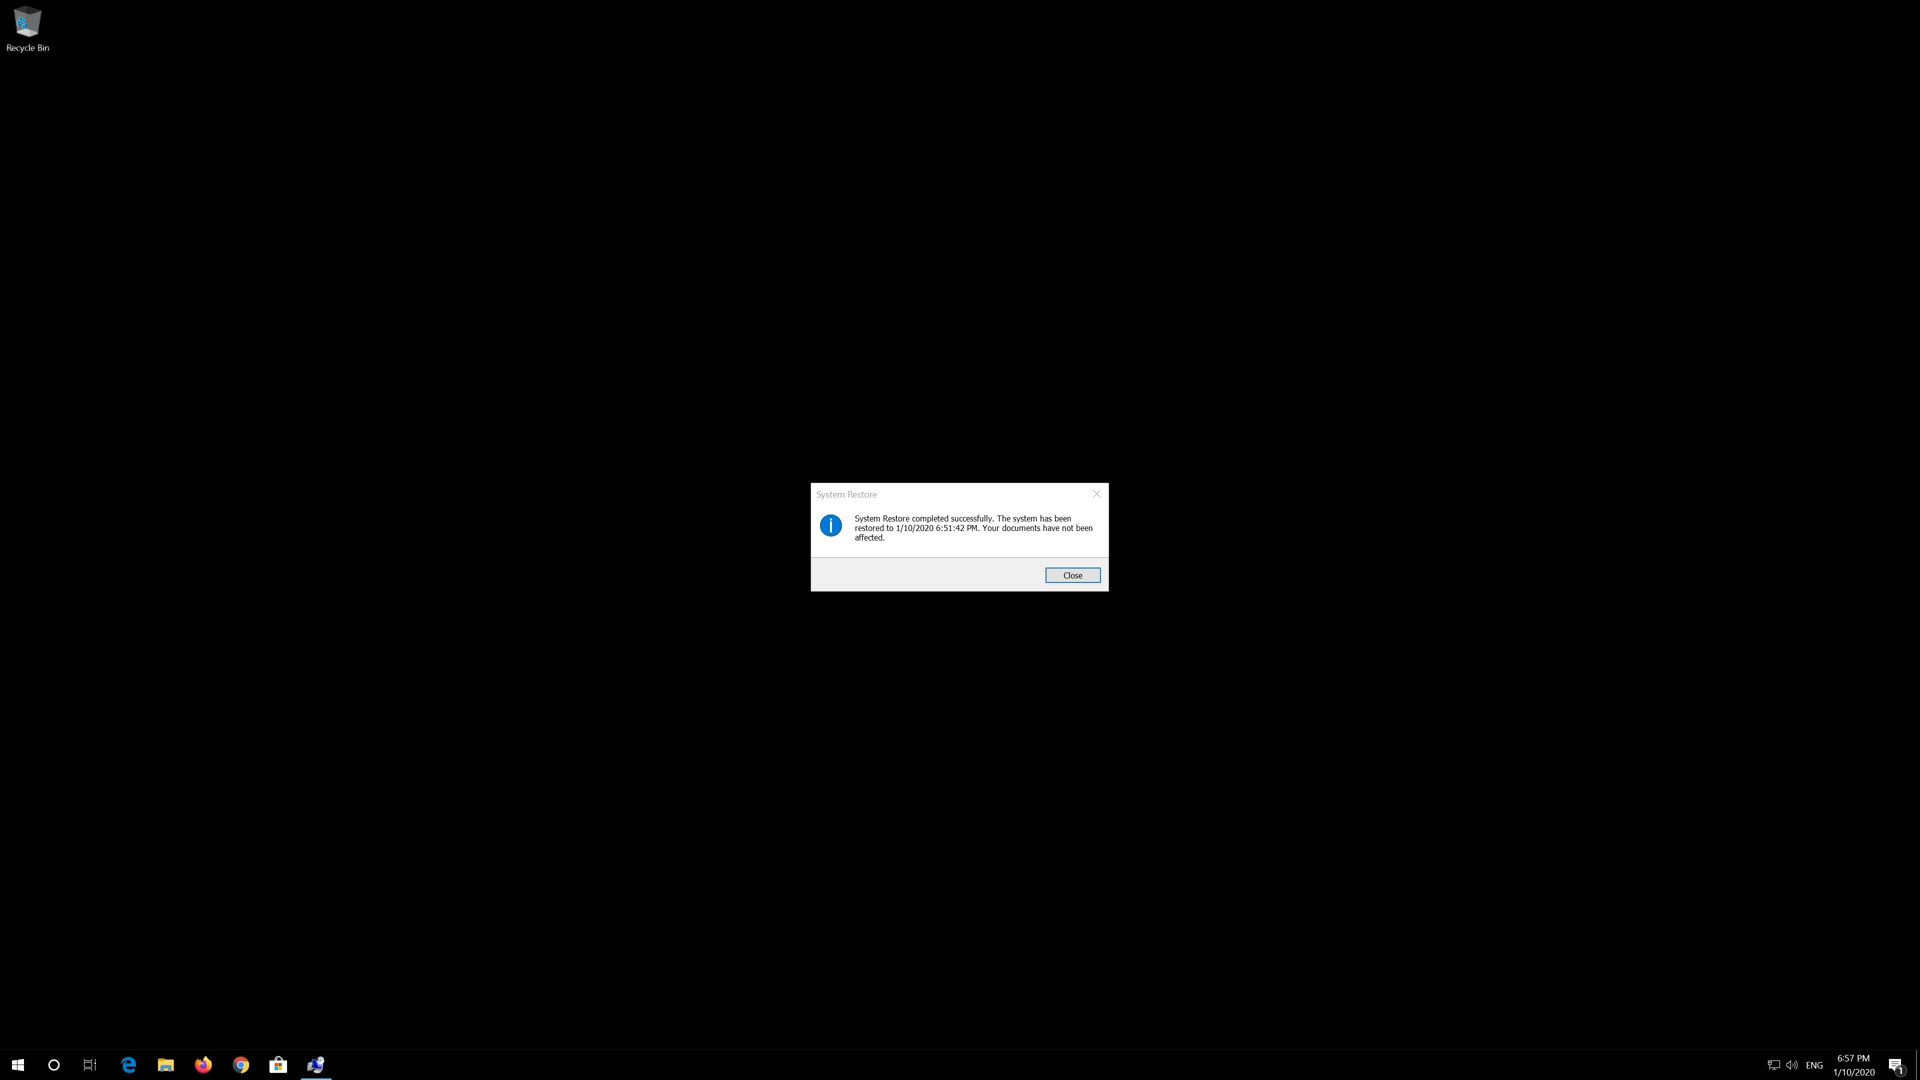 Recycle Bin
System Restore
System Restore completed successfully. The system has been
restored to 1/10/2020 6:51:42 PM. Your documents have not been
affected.
Close
ENG
6:57 PM
1/10/2020
1